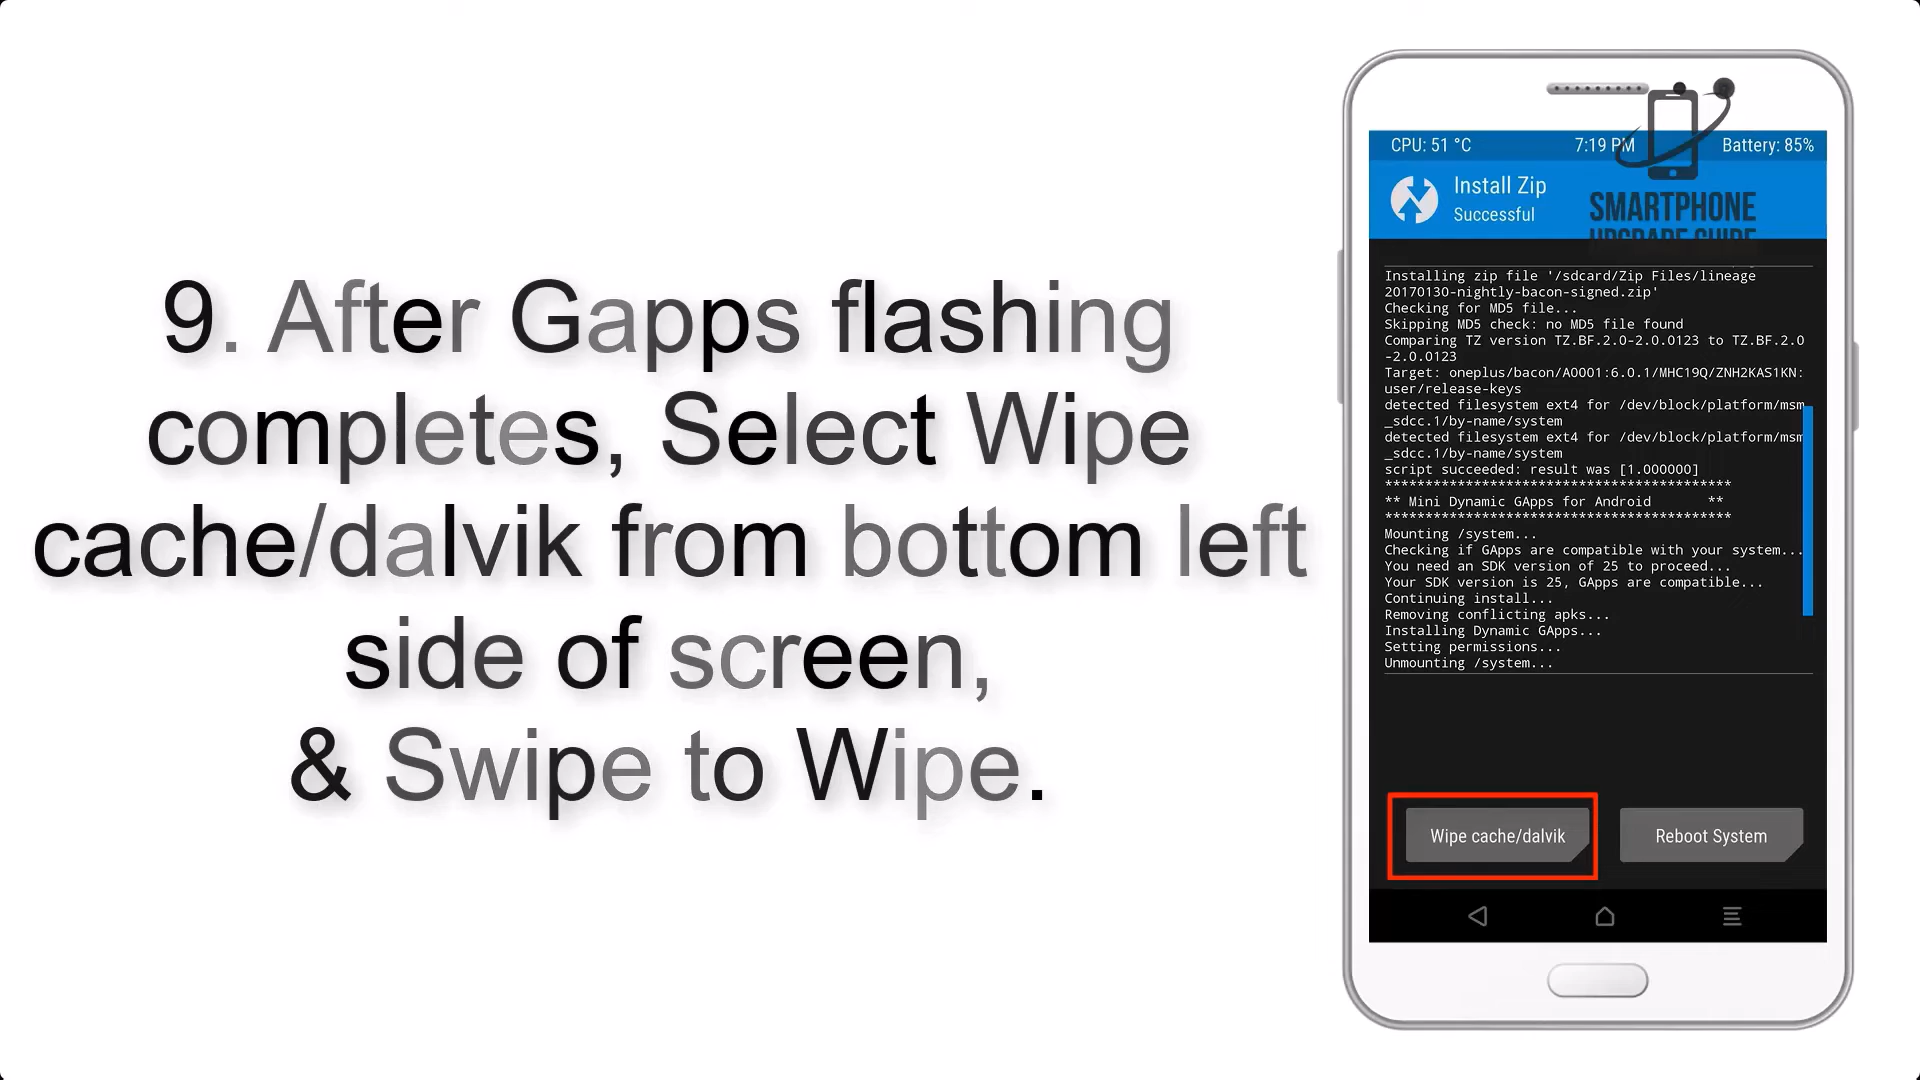 9. After Gapps flashing
completes, Select Wipe
cache/dalvik from bottom left
side of screen,
& Swipe to Wipe.
CPU: 51 °C 7:19 PM Battery: 85%
Install Zip
Successful
SMARTPHONE
UPGRADE GUIDE
Installing zip file '/sdcard/Zip Files/lineage
20170130-nightly-bacon-signed.zip'
Checking for MD5 file...
Skipping MD5 check: no MD5 file found
Comparing TZ version TZ.BF.2.0-2.0.0123 to TZ.BF.2.0
-2.0.0123
Target: oneplus/bacon/A0001:6.0.1/MHC19Q/ZNH2KAS1KN:
user/release-keys
detected filesystem ext4 for /dev/block/platform/msm
_sdcc.1/by-name/system
detected filesystem ext4 for /dev/block/platform/msm
_sdcc.1/by-name/system
script succeeded: result was [1.000000]
*******************************************
** Mini Dynamic GApps for Android **
*******************************************
Mounting /system...
Checking if GApps are compatible with your system...
You need an SDK version of 25 to proceed...
Your SDK version is 25, GApps are compatible...
Continuing install...
Removing conflicting apks...
Installing Dynamic GApps...
Setting permissions...
Unmounting /system...
Wipe cache/dalvik Reboot System